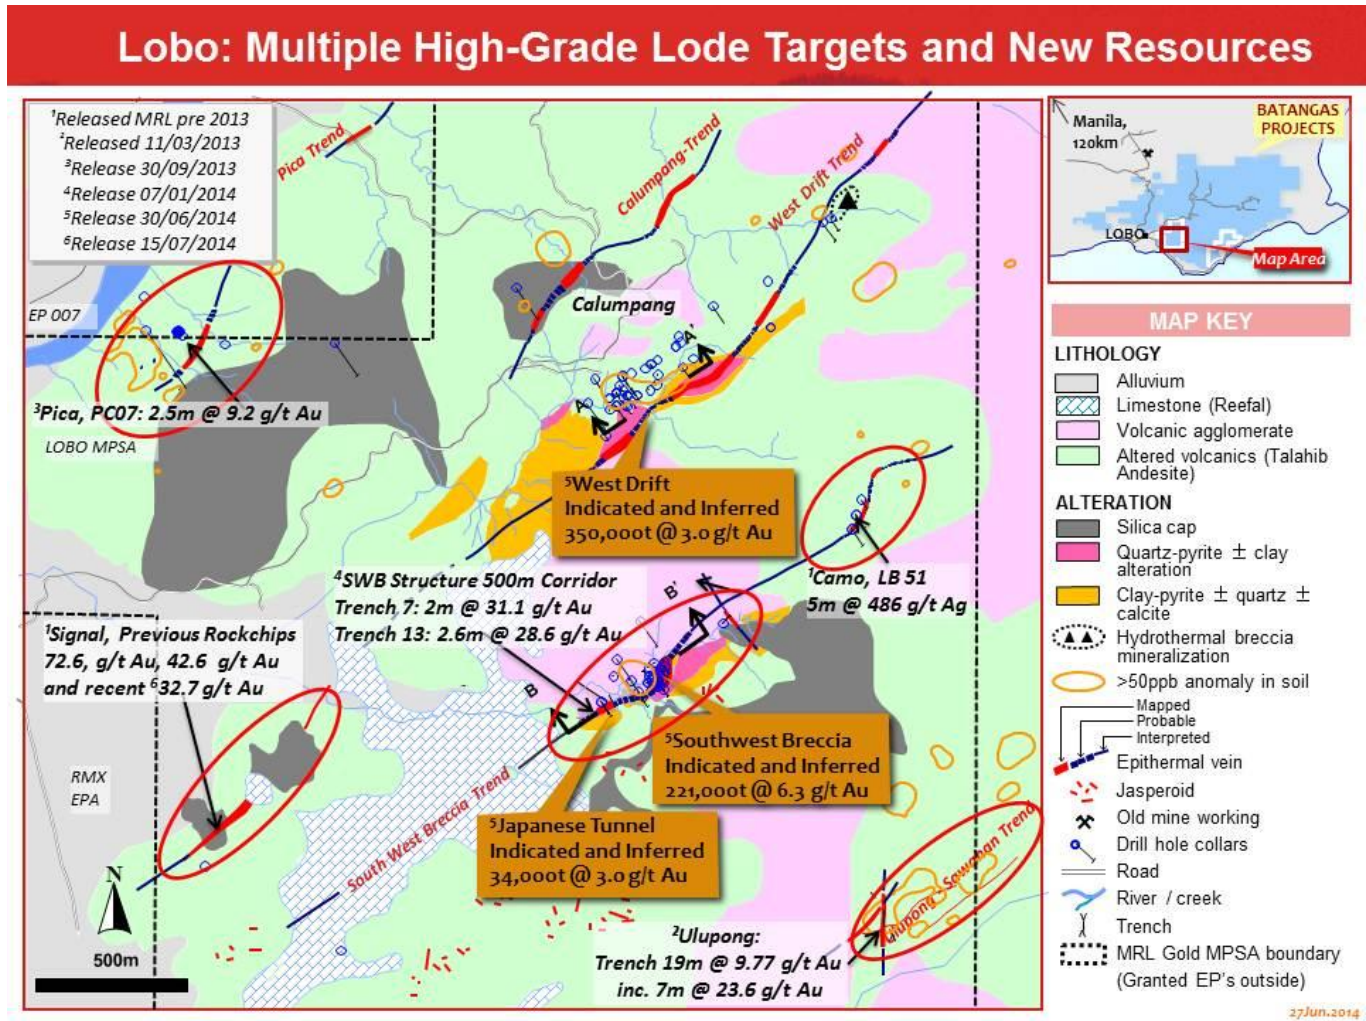 Lobo: Multiple High-Grade Lode Targets and New Resources
¹Released MRL pre 2013
²Released 11/03/2013
³Release 30/09/2013
⁴Release 07/01/2014
⁵Release 30/06/2014
⁶Release 15/07/2014
Pica Trend
Calumpang-Trend
West Drift Trend
EP 007
Calumpang
A'
A
³Pica, PC07: 2.5m @ 9.2 g/t Au
LOBO MPSA
⁵West Drift
Indicated and Inferred
350,000t @ 3.0 g/t Au
⁴SWB Structure 500m Corridor
Trench 7: 2m @ 31.1 g/t Au
Trench 13: 2.6m @ 28.6 g/t Au
B'
B
¹Camo, LB 51
5m @ 486 g/t Ag
¹Signal, Previous Rockchips
72.6, g/t Au, 42.6 g/t Au
and recent ⁶32.7 g/t Au
⁵Southwest Breccia
Indicated and Inferred
221,000t @ 6.3 g/t Au
RMX
EPA
South West Breccia Trend
⁵Japanese Tunnel
Indicated and Inferred
34,000t @ 3.0 g/t Au
Ulupong - Sawahan Trend
²Ulupong:
Trench 19m @ 9.77 g/t Au
inc. 7m @ 23.6 g/t Au
N
500m
BATANGAS
PROJECTS
Manila,
120km
LOBO
Map Area
MAP KEY
LITHOLOGY
Alluvium
Limestone (Reefal)
Volcanic agglomerate
Altered volcanics (Talahib
Andesite)
ALTERATION
Silica cap
Quartz-pyrite ± clay
alteration
Clay-pyrite ± quartz ±
calcite
Hydrothermal breccia
mineralization
>50ppb anomaly in soil
Mapped
Probable
Interpreted
Epithermal vein
Jasperoid
Old mine working
Drill hole collars
Road
River / creek
Trench
MRL Gold MPSA boundary
(Granted EP's outside)
27Jun.2014